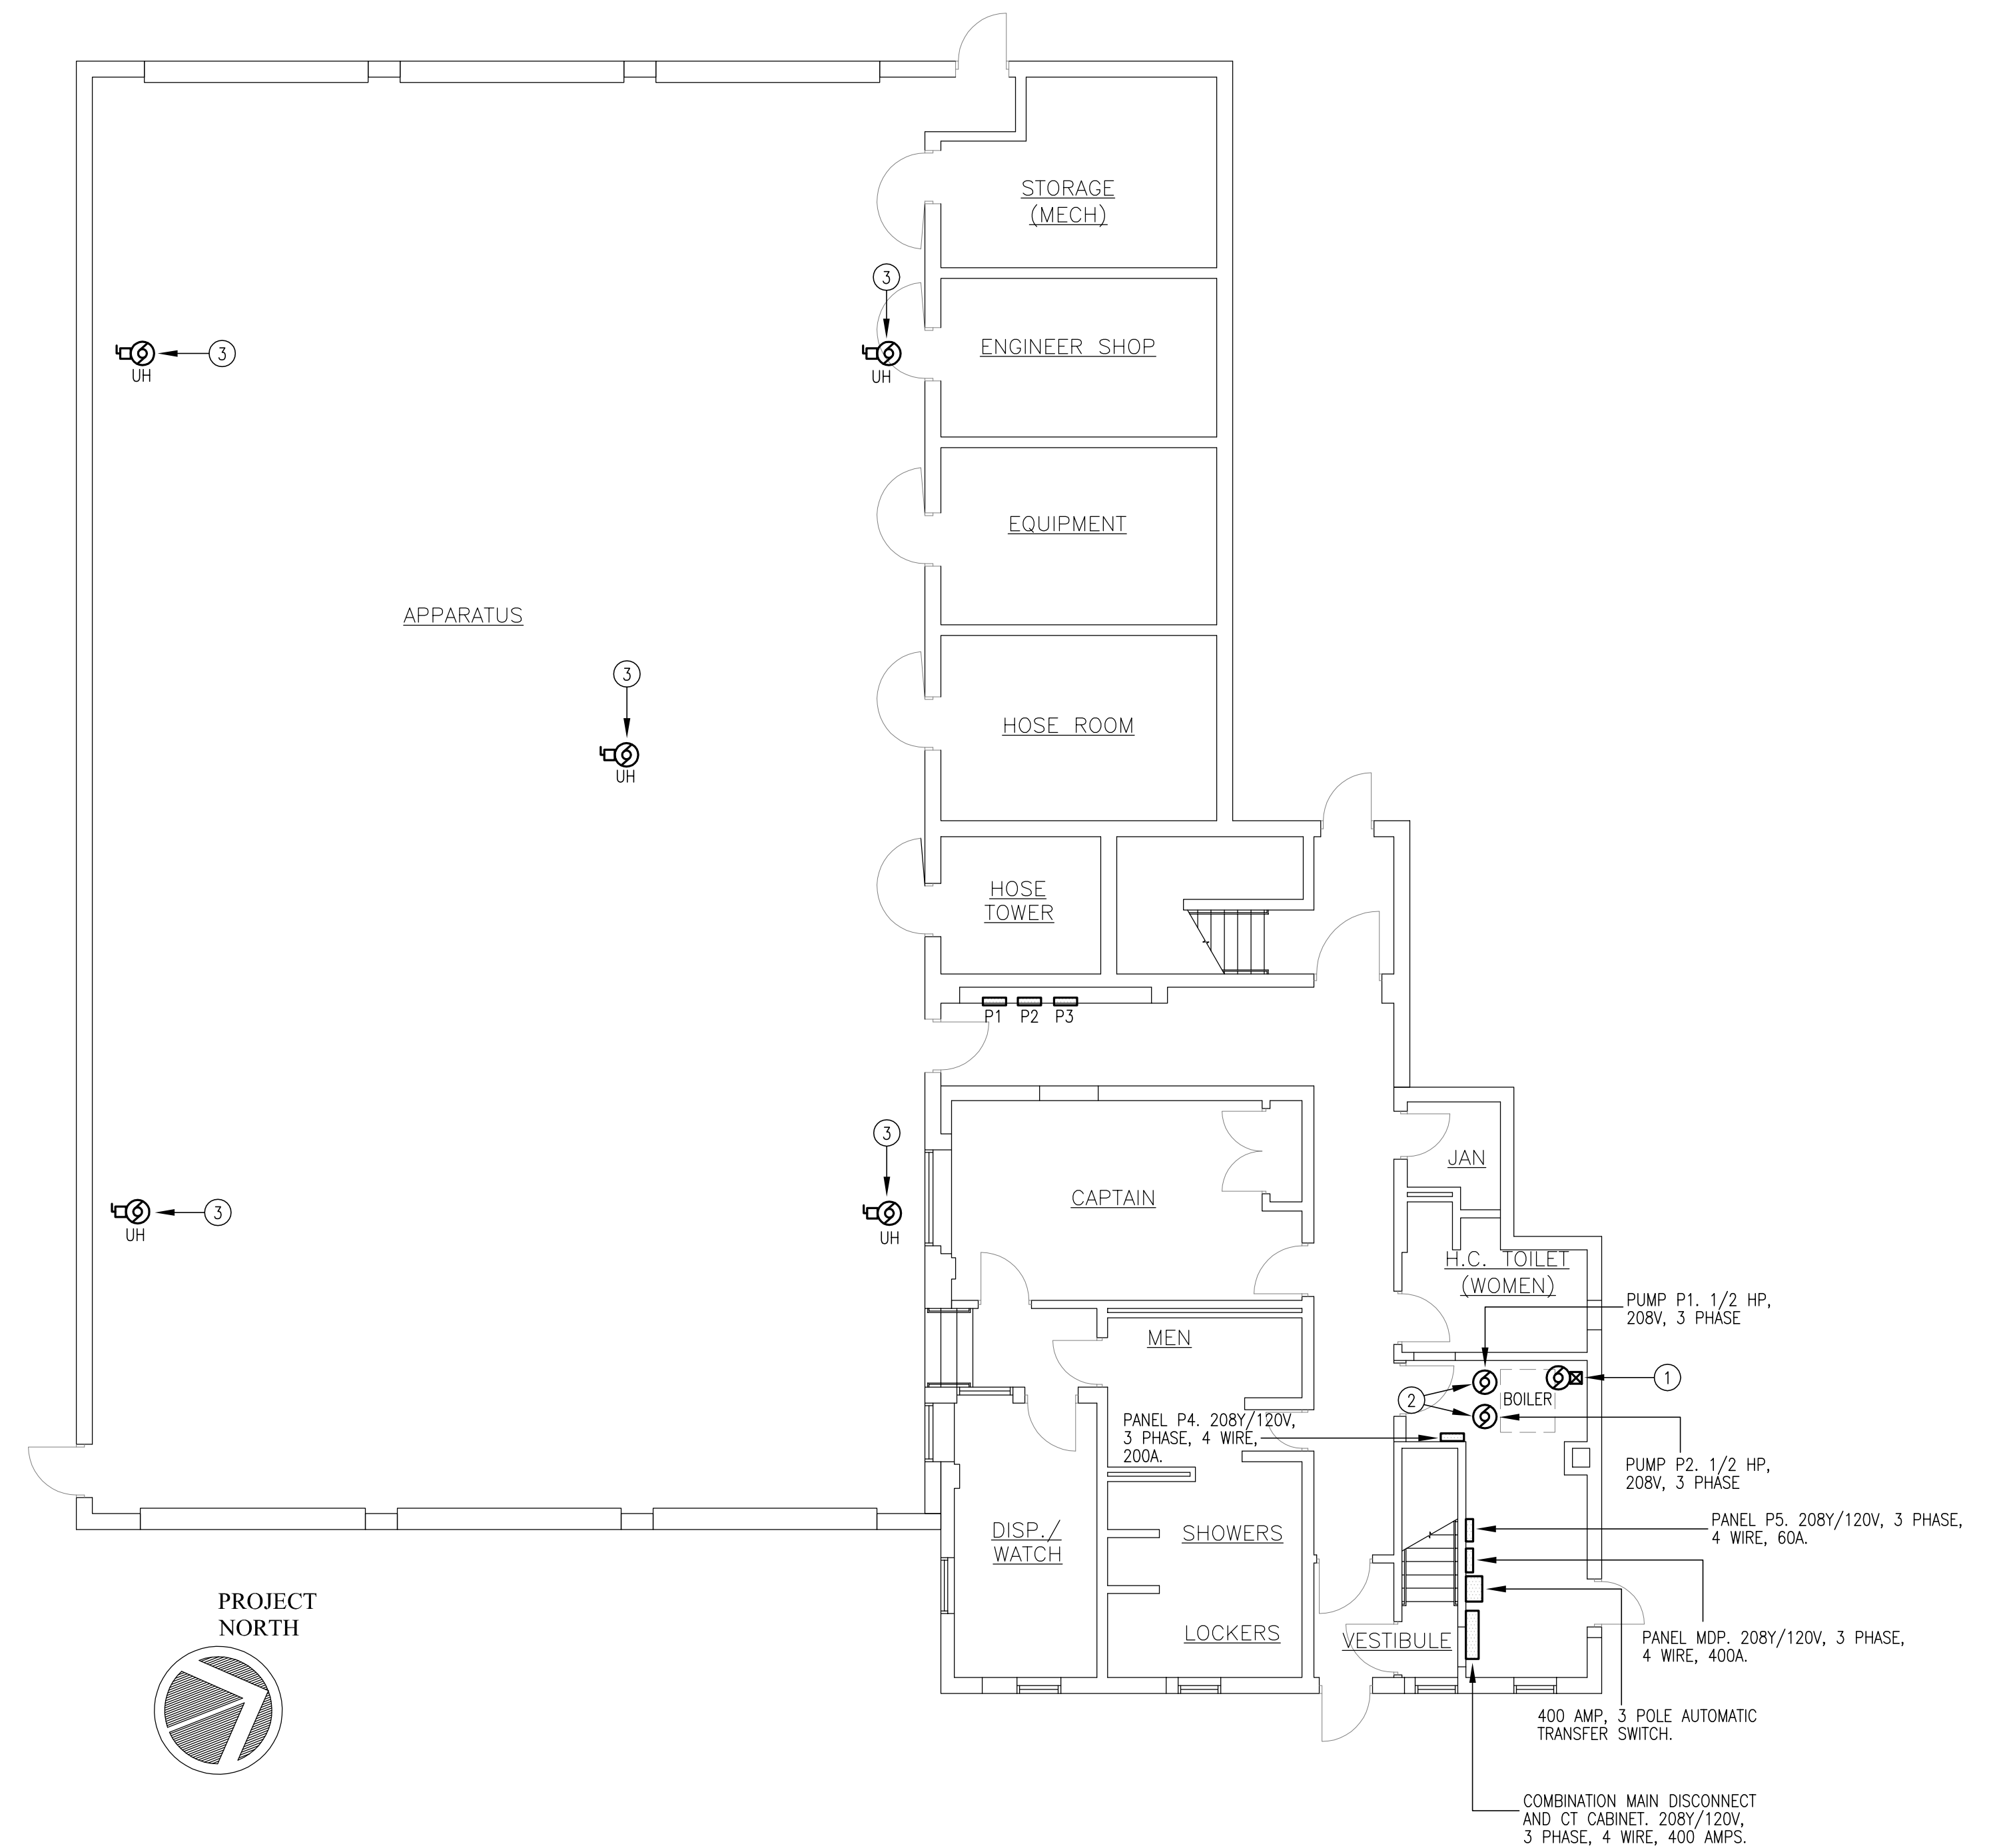 STORAGE
(MECH)
3
ENGINEER SHOP
3
UH
UH
EQUIPMENT
APPARATUS
3
UH
HOSE ROOM
HOSE
TOWER
P1 P2 P3
3
CAPTAIN
JAN
3
UH
UH
H.C. TOILET
(WOMEN)
PUMP P1. 1/2 HP,
208V, 3 PHASE
MEN
1
2
BOILER
PANEL P4. 208Y/120V,
3 PHASE, 4 WIRE,
200A.
PUMP P2. 1/2 HP,
208V, 3 PHASE
DISP./
WATCH
SHOWERS
PANEL P5. 208Y/120V, 3 PHASE,
4 WIRE, 60A.
LOCKERS
VESTIBULE
PANEL MDP. 208Y/120V, 3 PHASE,
4 WIRE, 400A.
400 AMP, 3 POLE AUTOMATIC
TRANSFER SWITCH.
COMBINATION MAIN DISCONNECT
AND CT CABINET. 208Y/120V,
3 PHASE, 4 WIRE, 400 AMPS.
PROJECT
NORTH